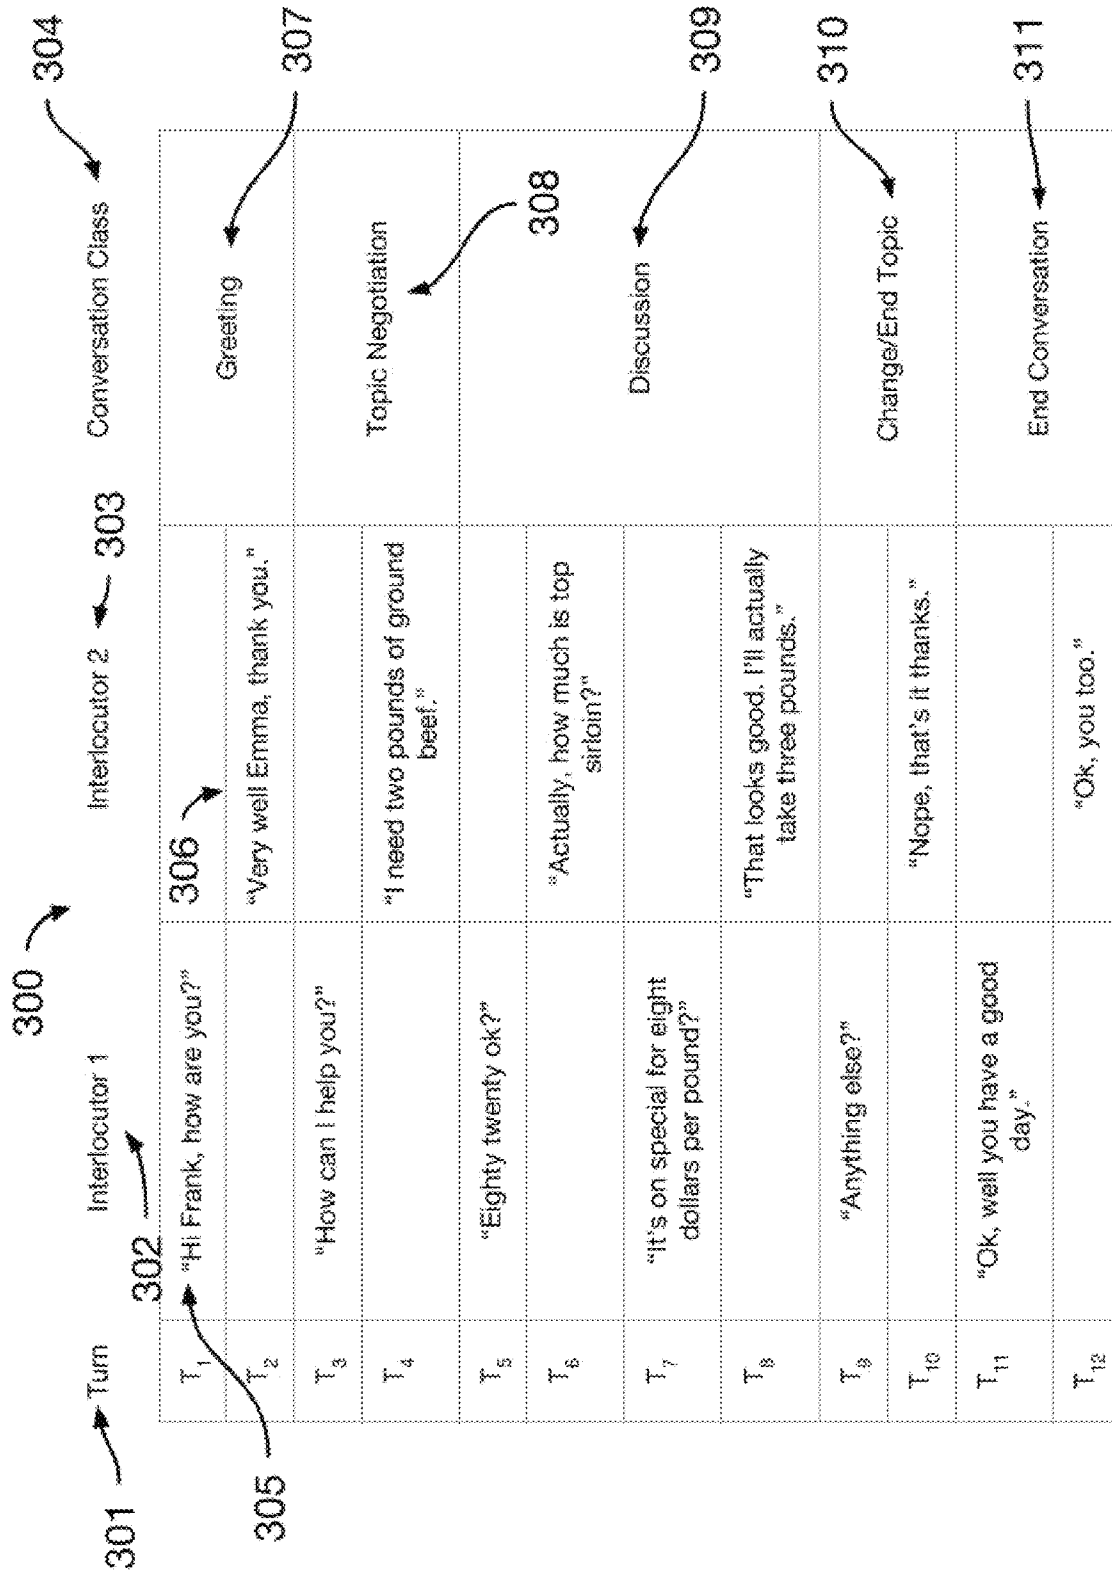 300
301 Turn
302 Interlocutor 1
Interlocutor 2 303
Conversation Class 304
T1
305
"Hi Frank, how are you?"
306
Greeting 307
T2
"Very well Emma, thank you."
T3
"How can I help you?"
Topic Negotiation
308
T4
"I need two pounds of ground
beef."
T5
"Eighty twenty ok?"
Discussion 309
T6
"Actually, how much is top
sirloin?"
T7
"It's on special for eight
dollars per pound?"
T8
"That looks good. I'll actually
take three pounds."
T9
"Anything else?"
Change/End Topic 310
T10
"Nope, that's it thanks."
T11
"Ok, well you have a good
day."
End Conversation 311
T12
"Ok, you too."